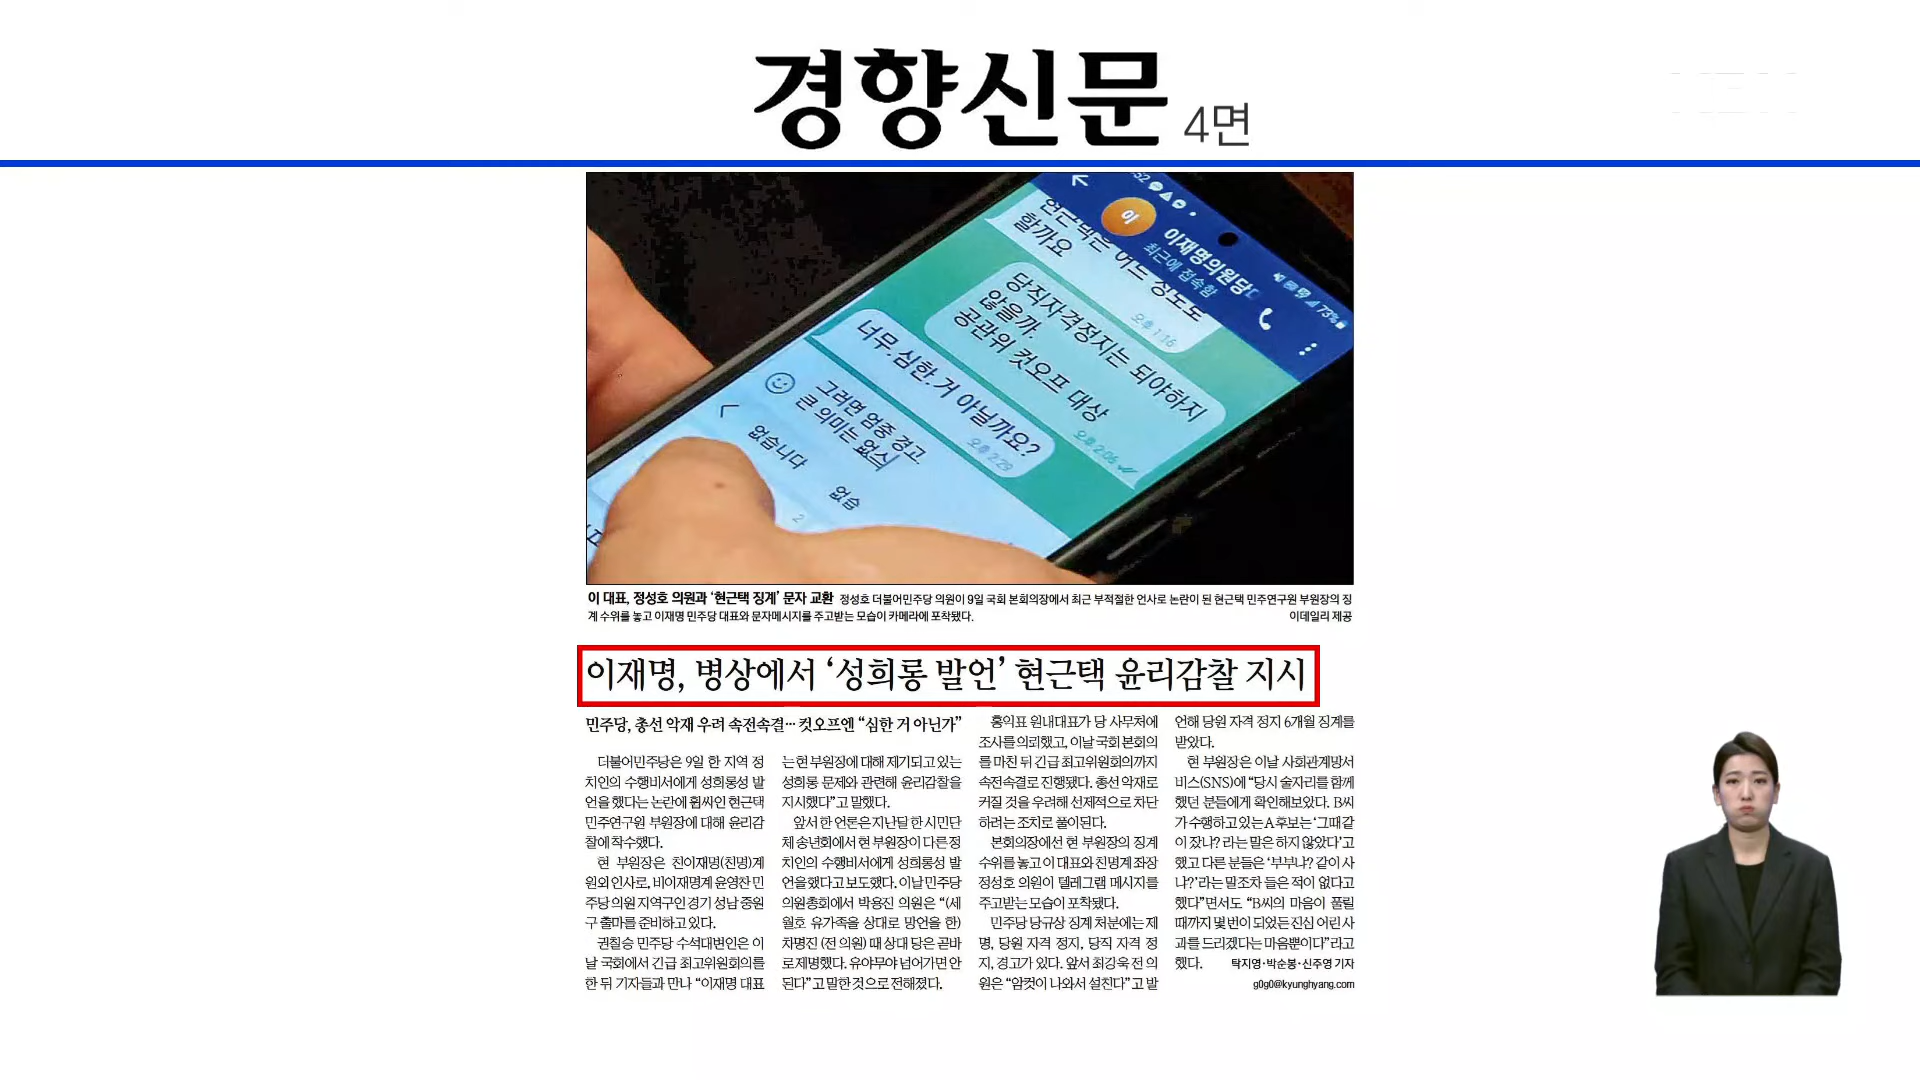 경향신문 4면
이재명의원당
최근에 접속함
73%
할까요
오후 1:16
당직자격정지는 되야하지
않을까.
공관위 컷오프 대상
오후 2:06
너무.심한.거 아닐까요?
오후 2:29
그러면 엄중 경고.
큰 의미는 없식
없습니다
없습
이 대표, 정성호 의원과 ‘현근택 징계’ 문자 교환 정성호 더불어민주당 의원이 9일 국회 본회의장에서 최근 부적절한 언사로 논란이 된 현근택 민주연구원 부원장의 징
계 수위를 놓고 이재명 민주당 대표와 문자메시지를 주고받는 모습이 카메라에 포착됐다. 이데일리 제공
이재명, 병상에서 ‘성희롱 발언’ 현근택 윤리감찰 지시
민주당, 총선 악재 우려 속전속결…컷오프엔 “심한 거 아닌가”
더불어민주당은 9일 한 지역 정
치인의 수행비서에게 성희롱성 발
언을 했다는 논란에 휩싸인 현근택
민주연구원 부원장에 대해 윤리감
찰에 착수했다.
현 부원장은 친이재명(친명)계
원외 인사로, 비이재명계 윤영찬 민
주당 의원 지역구인 경기 성남 중원
구 출마를 준비하고 있다.
권칠승 민주당 수석대변인은 이
날 국회에서 긴급 최고위원회의를
한 뒤 기자들과 만나 “이재명 대표
는 현 부원장에 대해 제기되고 있는
성희롱 문제와 관련해 윤리감찰을
지시했다”고 말했다.
앞서 한 언론은 지난달 한 시민단
체 송년회에서 현 부원장이 다른 정
치인의 수행비서에게 성희롱성 발
언을 했다고 보도했다. 이날 민주당
의원총회에서 박용진 의원은 “(세
월호 유가족을 상대로 망언을 한)
차명진 (전 의원) 때 상대 당은 곧바
로 제명했다. 유야무야 넘어가면 안
된다”고 말한 것으로 전해졌다.
홍익표 원내대표가 당 사무처에
조사를 의뢰했고, 이날 국회 본회의
를 마친 뒤 긴급 최고위원회의까지
속전속결로 진행됐다. 총선 악재로
커질 것을 우려해 선제적으로 차단
하려는 조치로 풀이된다.
본회의장에선 현 부원장의 징계
수위를 놓고 이 대표와 친명계 좌장
정성호 의원이 텔레그램 메시지를
주고받는 모습이 포착됐다.
민주당 당규상 징계 처분에는 제
명, 당원 자격 정지, 당직 자격 정
지, 경고가 있다. 앞서 최강욱 전 의
원은 “암컷이 나와서 설친다”고 발
언해 당원 자격 정지 6개월 징계를
받았다.
현 부원장은 이날 사회관계망서
비스(SNS)에 “당시 술자리를 함께
했던 분들에게 확인해보았다. B씨
가 수행하고 있는 A후보는 ‘그때 같
이 잤냐? 라는 말은 하지 않았다’고
했고 다른 분들은 ‘부부냐? 같이 사
냐?’라는 말조차 들은 적이 없다고
했다”면서도 “B씨의 마음이 풀릴
때까지 몇 번이 되었든 진심 어린 사
과를 드리겠다는 마음뿐이다”라고
했다. 탁지영·박순봉·신주영 기자
g0g0@kyunghyang.com